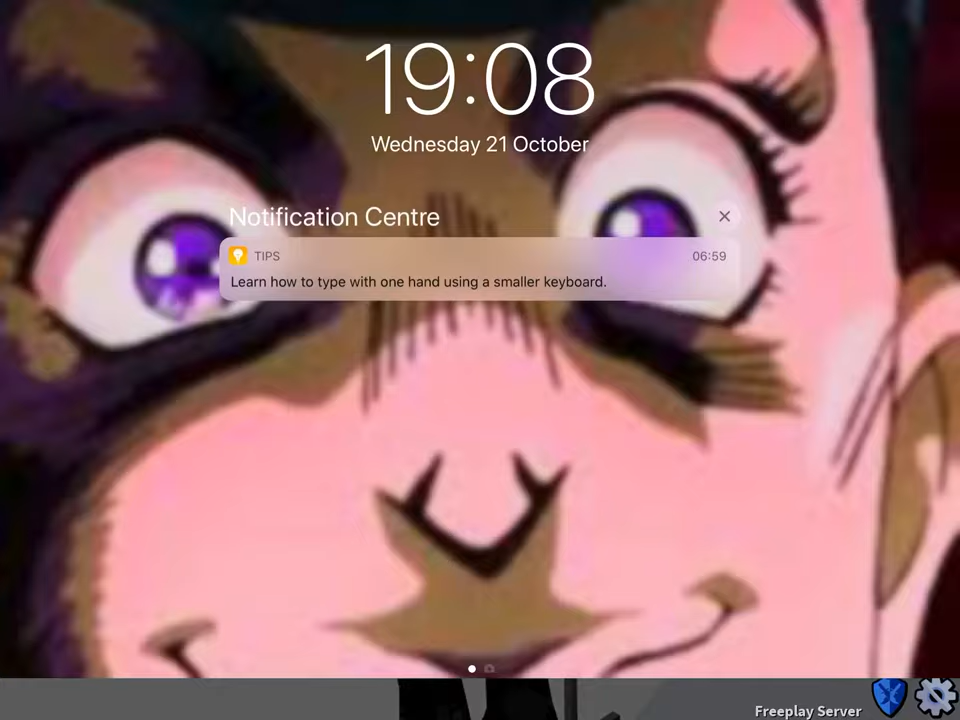 19:08
Wednesday 21 October
Notification Centre
TIPS 06:59
Learn how to type with one hand using a smaller keyboard.
Freeplay Server